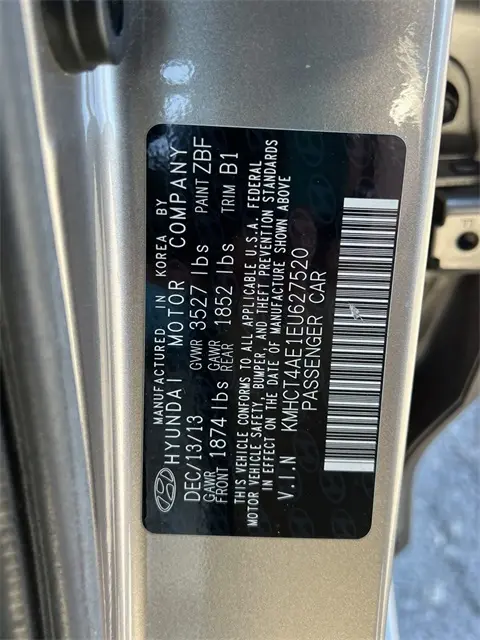 MANUFACTURED IN KOREA BY
HYUNDAI MOTOR COMPANY
DEC/13/13 GVWR 3527 lbs PAINT ZBF
GAWR FRONT 1874 lbs GAWR REAR 1852 lbs TRIM B1
THIS VEHICLE CONFORMS TO ALL APPLICABLE U.S.A. FEDERAL
MOTOR VEHICLE SAFETY, BUMPER, AND THEFT PREVENTION STANDARDS
IN EFFECT ON THE DATE OF MANUFACTURE SHOWN ABOVE
V.I.N KMHCT4AE1EU627520
PASSENGER CAR